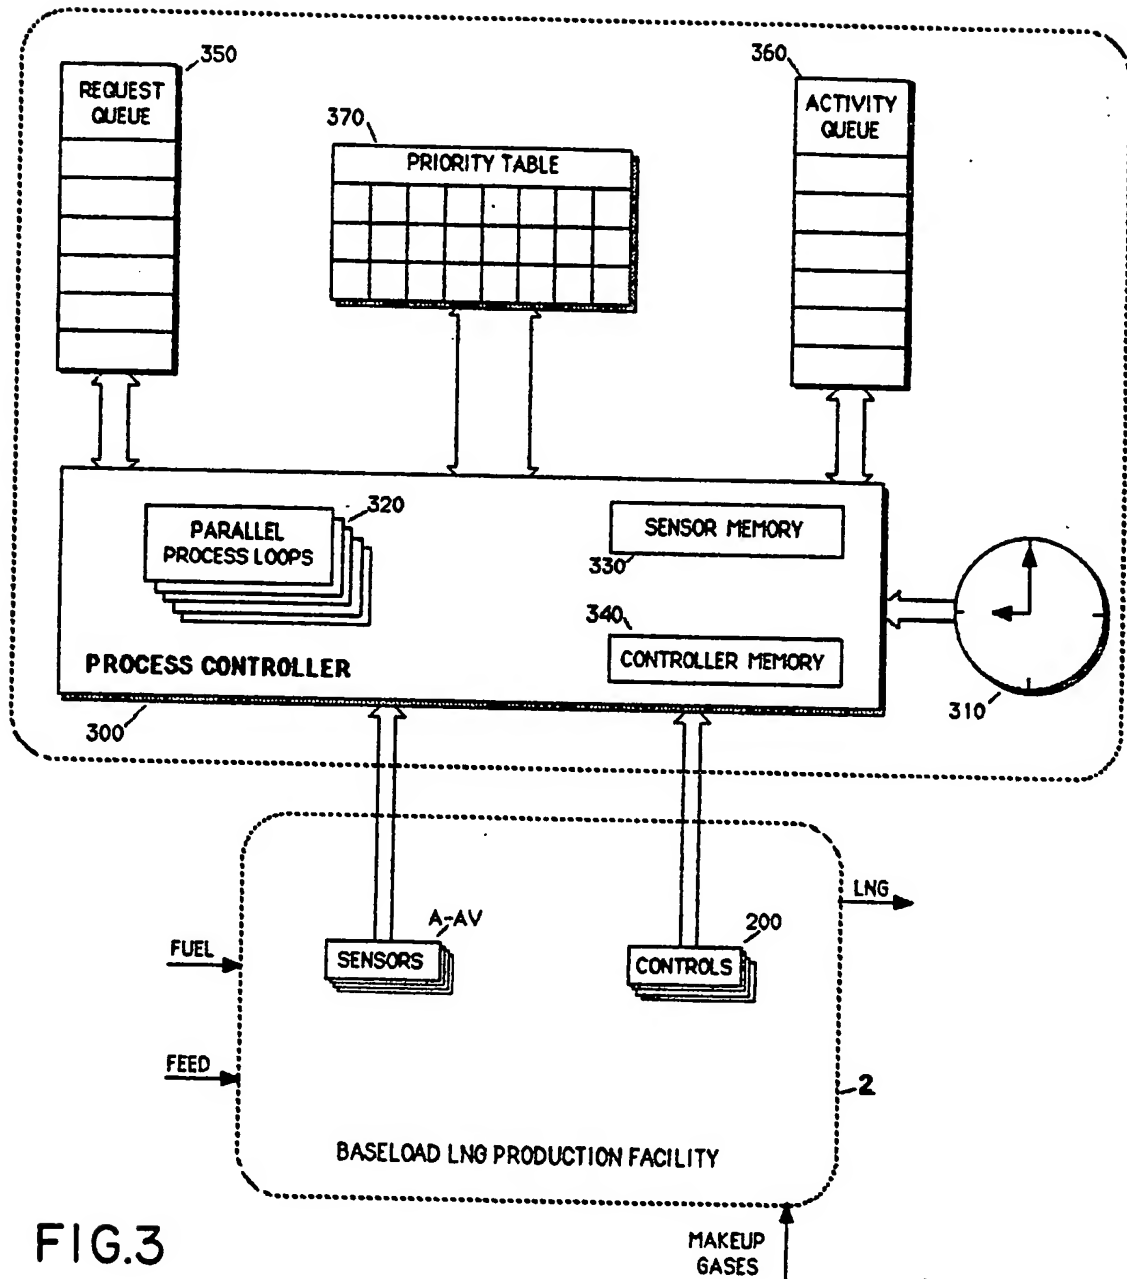 350
REQUEST
QUEUE
370
PRIORITY TABLE
360
ACTIVITY
QUEUE
320
PARALLEL
PROCESS LOOPS
SENSOR MEMORY
330
340
CONTROLLER MEMORY
PROCESS CONTROLLER
300
310
A-AV
SENSORS
200
CONTROLS
LNG
FUEL
FEED
2
BASELOAD LNG PRODUCTION FACILITY
MAKEUP
GASES
FIG.3